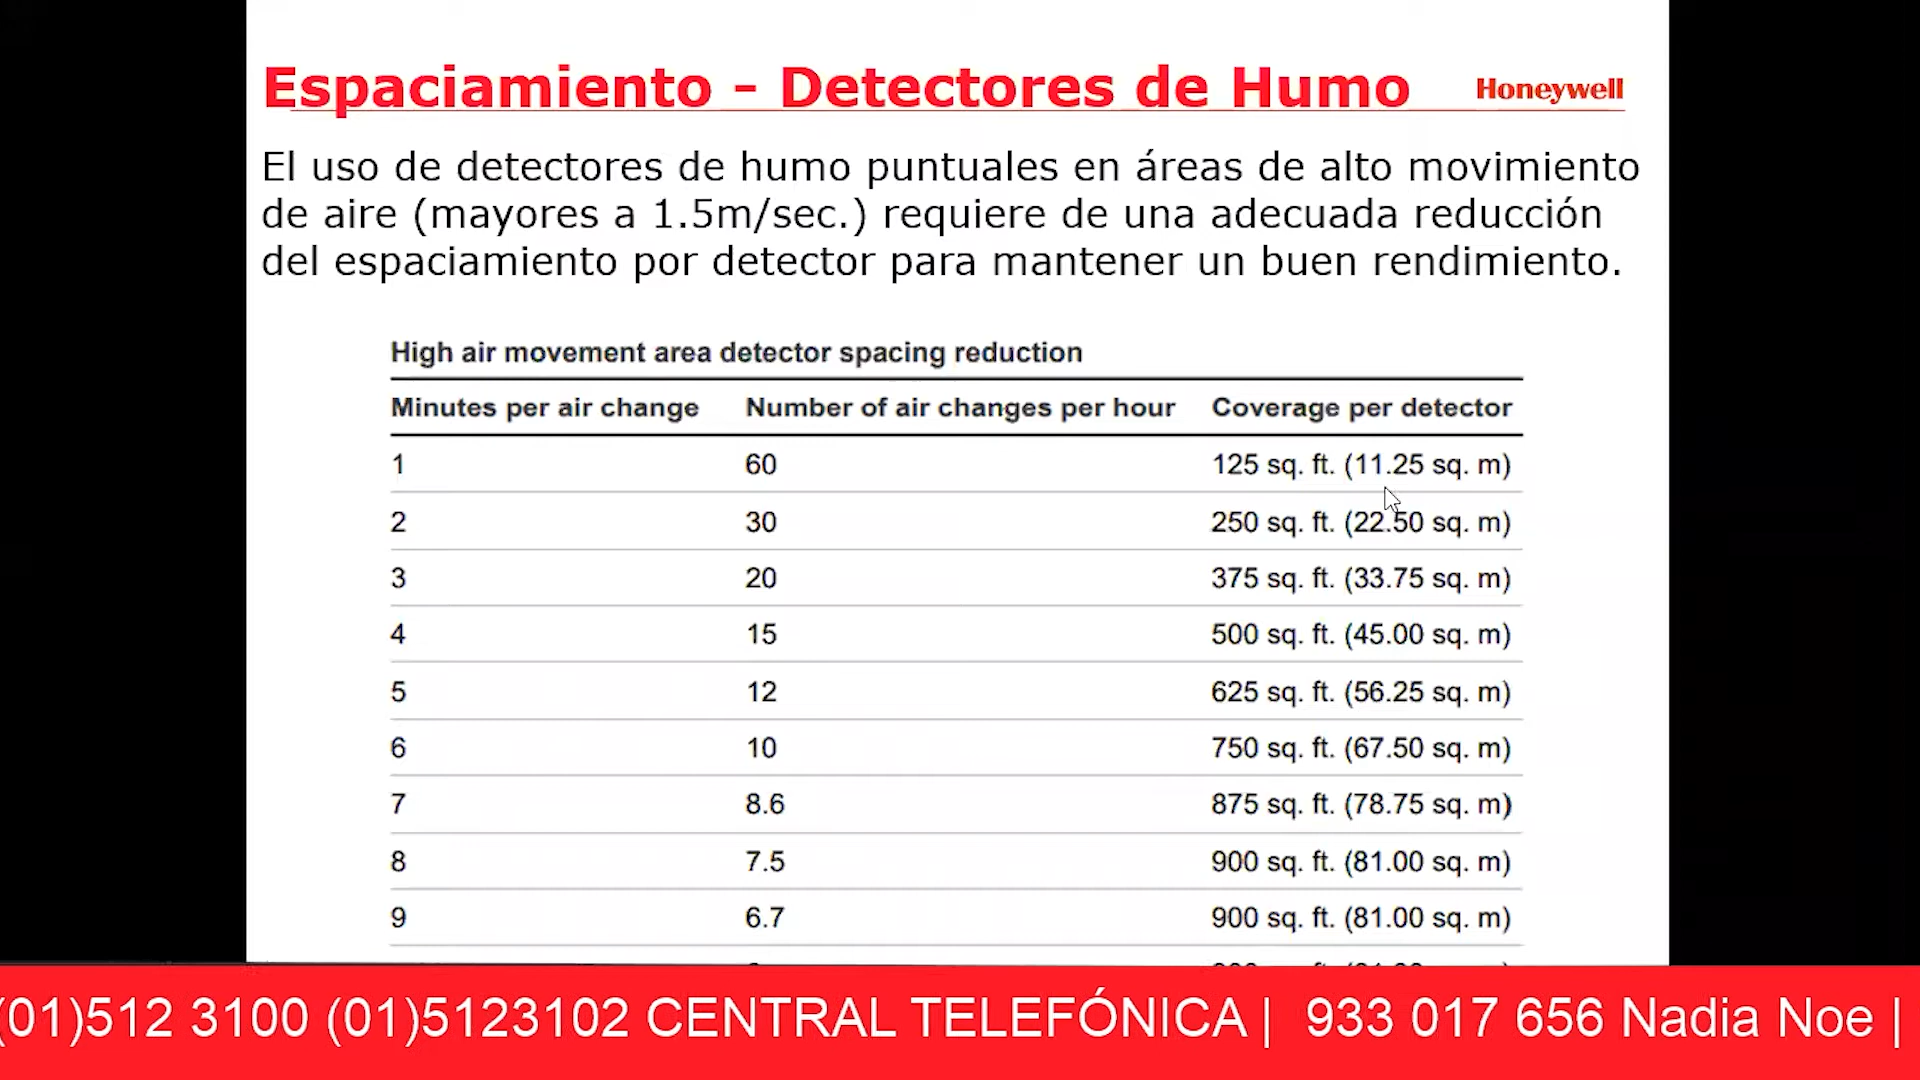 Espaciamiento - Detectores de Humo
Honeywell
El uso de detectores de humo puntuales en áreas de alto movimiento
de aire (mayores a 1.5m/sec.) requiere de una adecuada reducción
del espaciamiento por detector para mantener un buen rendimiento.
High air movement area detector spacing reduction
Minutes per air change Number of air changes per hour Coverage per detector
1 60 125 sq. ft. (11.25 sq. m)
2 30 250 sq. ft. (22.50 sq. m)
3 20 375 sq. ft. (33.75 sq. m)
4 15 500 sq. ft. (45.00 sq. m)
5 12 625 sq. ft. (56.25 sq. m)
6 10 750 sq. ft. (67.50 sq. m)
7 8.6 875 sq. ft. (78.75 sq. m)
8 7.5 900 sq. ft. (81.00 sq. m)
9 6.7 900 sq. ft. (81.00 sq. m)
(01)512 3100 (01)5123102 CENTRAL TELEFÓNICA | 933 017 656 Nadia Noe |